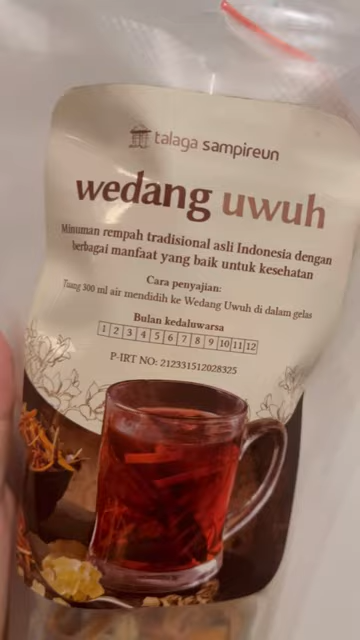 talaga sampireun
wedang uwuh
Minuman rempah tradisional asli Indonesia dengan
berbagai manfaat yang baik untuk kesehatan
Cara penyajian:
Tuang 300 ml air mendidih ke Wedang Uwuh di dalam gelas
Bulan kedaluwarsa
1 2 3 4 5 6 7 8 9 10 11 12
P-IRT NO: 212331512028325